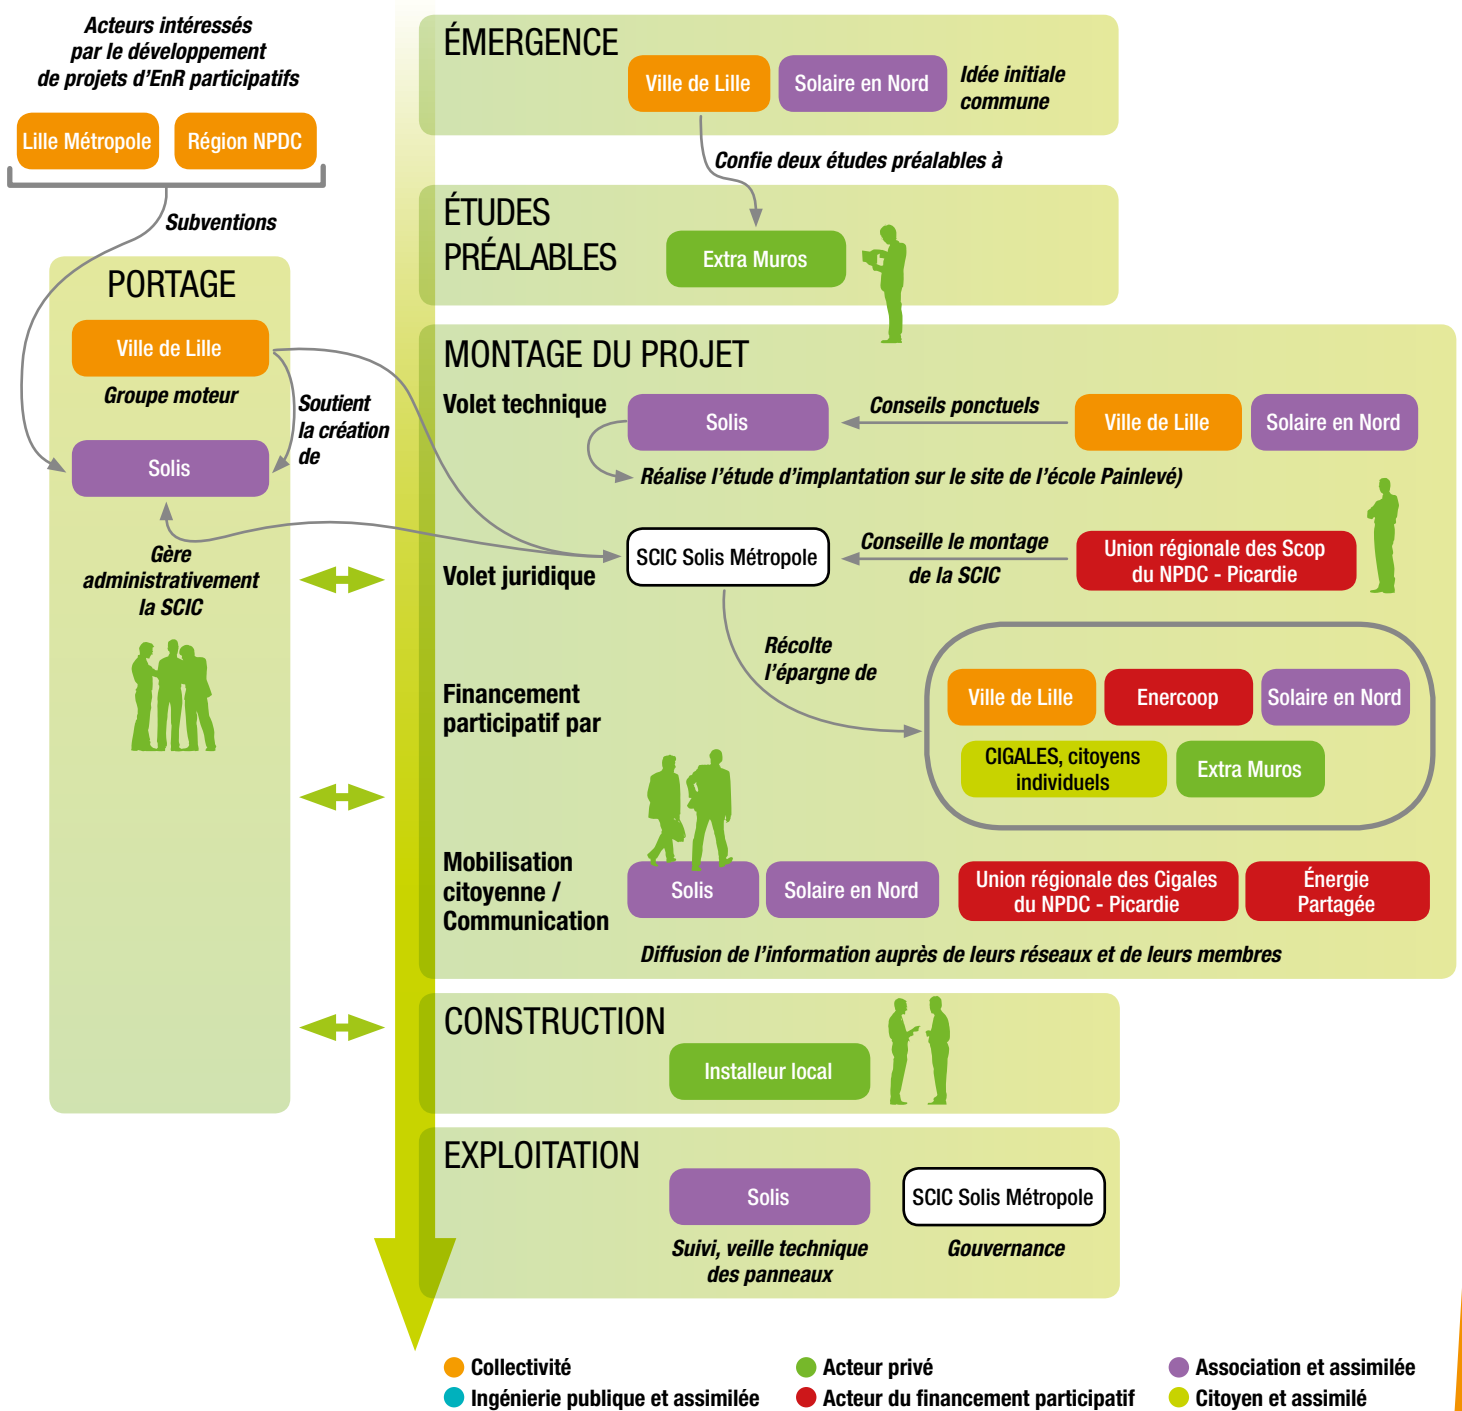 Acteurs intéressés
par le développement
de projets d'EnR participatifs
Lille Métropole
Région NPDC
Subventions
PORTAGE
Ville de Lille
Groupe moteur
Soutient
la création
de
Solis
Gère
administrativement
la SCIC
ÉMERGENCE
Ville de Lille
Solaire en Nord
Idée initiale
commune
Confie deux études préalables à
ÉTUDES
PRÉALABLES
Extra Muros
MONTAGE DU PROJET
Volet technique
Solis
Conseils ponctuels
Ville de Lille
Solaire en Nord
Réalise l'étude d'implantation sur le site de l'école Painlevé)
Volet juridique
SCIC Solis Métropole
Conseille le montage
de la SCIC
Union régionale des Scop
du NPDC - Picardie
Récolte
l'épargne de
Financement
participatif par
Ville de Lille
Enercoop
Solaire en Nord
CIGALES, citoyens
individuels
Extra Muros
Mobilisation
citoyenne /
Communication
Solis
Solaire en Nord
Union régionale des Cigales
du NPDC - Picardie
Énergie
Partagée
Diffusion de l'information auprès de leurs réseaux et de leurs membres
CONSTRUCTION
Installeur local
EXPLOITATION
Solis
SCIC Solis Métropole
Suivi, veille technique
des panneaux
Gouvernance
Collectivité
Acteur privé
Association et assimilée
Ingénierie publique et assimilée
Acteur du financement participatif
Citoyen et assimilé